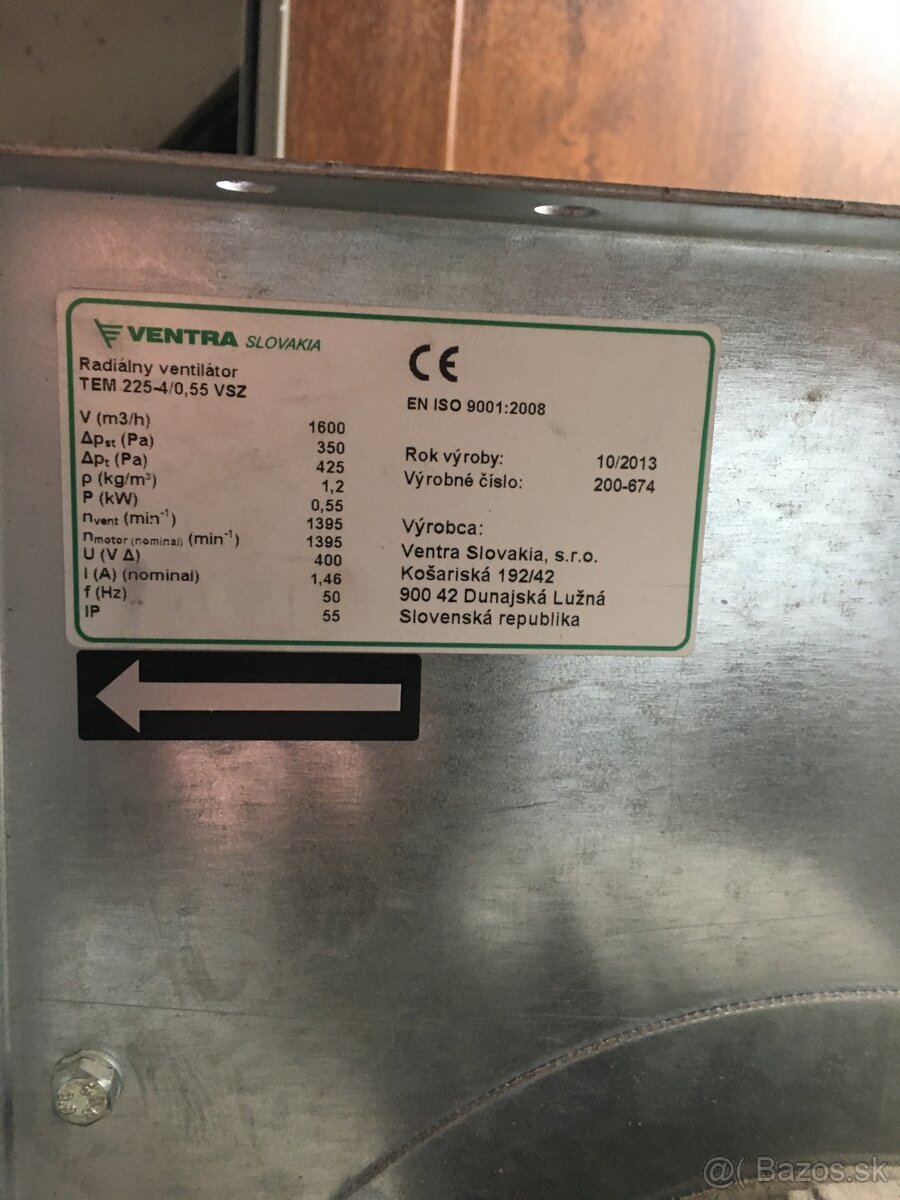 VENTRA SLOVAKIA
Radiálny ventilátor
TEM 225-4/0,55 VSZ
V (m3/h) 1600
Δpst (Pa) 350
Δpt (Pa) 425
ρ (kg/m³) 1,2
P (kW) 0,55
nvent (min-1) 1395
nmotor (nominal) (min-1) 1395
U (V Δ) 400
I (A) (nominal) 1,46
f (Hz) 50
IP 55
CE
EN ISO 9001:2008
Rok výroby: 10/2013
Výrobné číslo: 200-674
Výrobca:
Ventra Slovakia, s.r.o.
Košariská 192/42
900 42 Dunajská Lužná
Slovenská republika
@( Bazos.sk